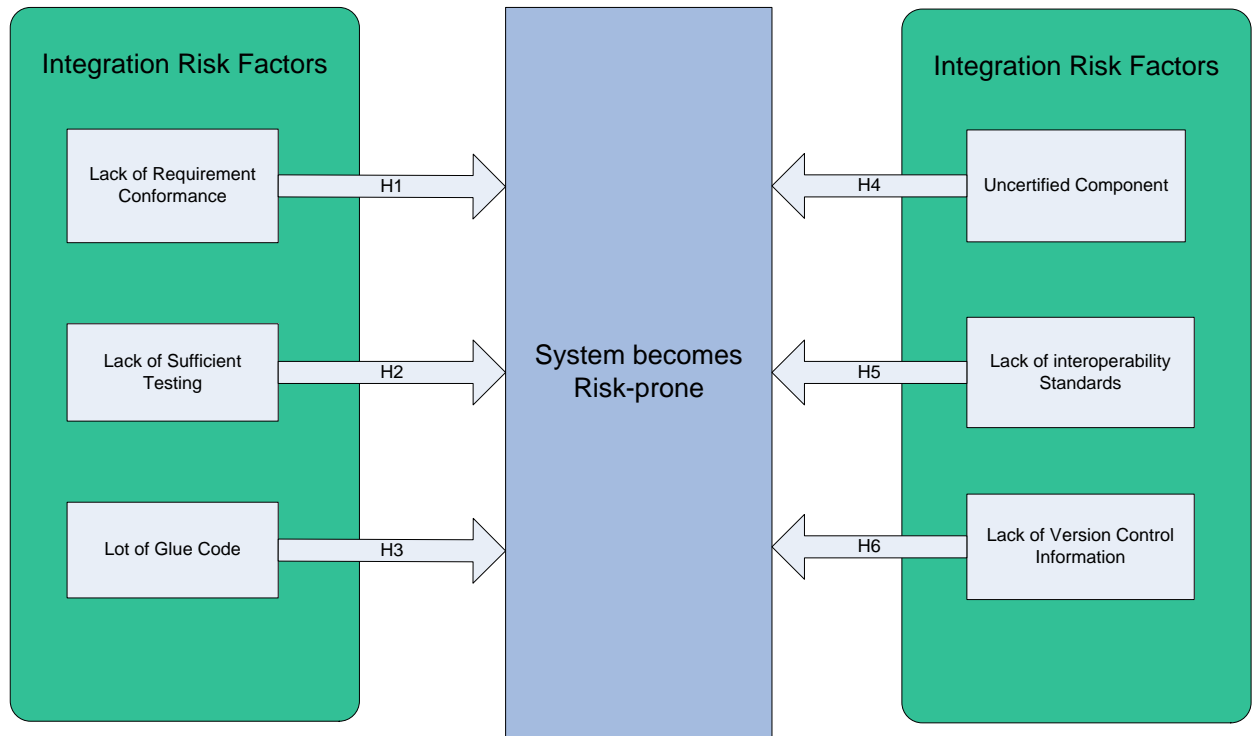 Integration Risk Factors
Lack of Requirement
Conformance
H1
Lack of Sufficient
Testing
H2
Lot of Glue Code
H3
System becomes
Risk-prone
Integration Risk Factors
H4
Uncertified Component
H5
Lack of interoperability
Standards
H6
Lack of Version Control
Information